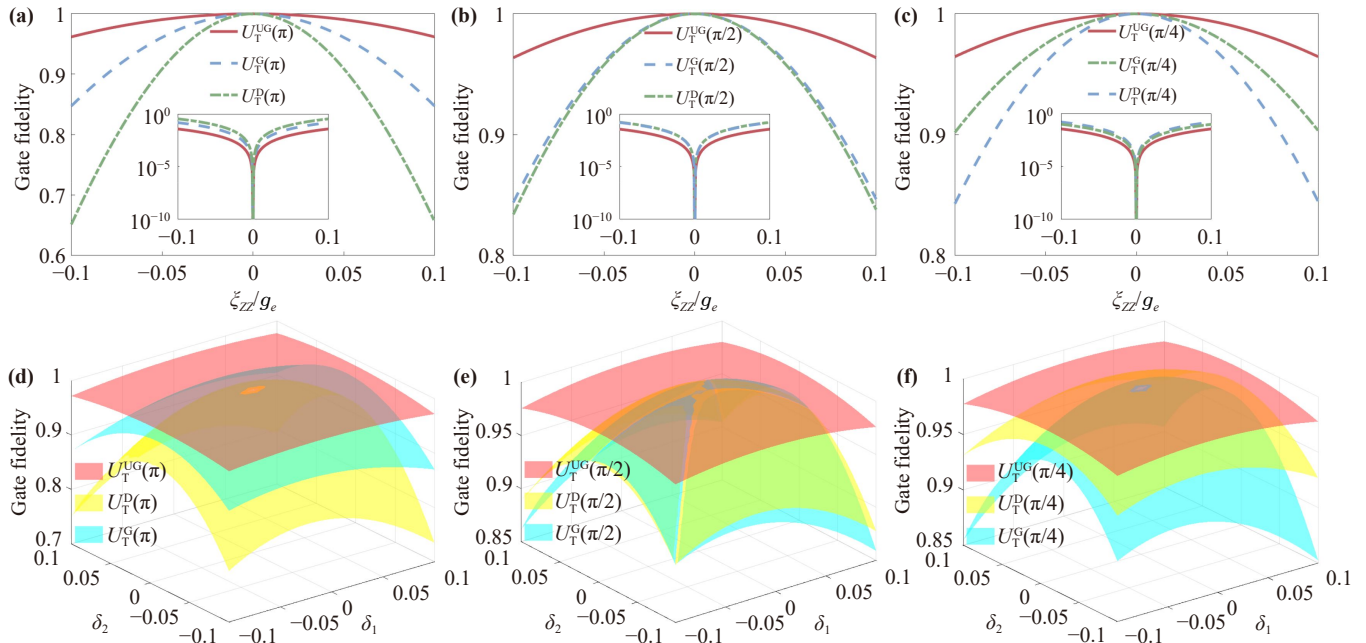 (a)
1
0.9
0.8
0.7
0.6
Gate fidelity
U_T^UG(π)
U_T^G(π)
U_T^D(π)
10^0
10^−5
10^−10
−0.1 0 0.1
−0.1 −0.05 0 0.05 0.1
ξ_ZZ/g_e
(b)
1
0.9
0.8
Gate fidelity
U_T^UG(π/2)
U_T^G(π/2)
U_T^D(π/2)
10^0
10^−5
10^−10
−0.1 0 0.1
−0.1 −0.05 0 0.05 0.1
ξ_ZZ/g_e
(c)
1
0.9
0.8
Gate fidelity
U_T^UG(π/4)
U_T^G(π/4)
U_T^D(π/4)
10^0
10^−5
10^−10
−0.1 0 0.1
−0.1 −0.05 0 0.05 0.1
ξ_ZZ/g_e
(d)
1
0.9
0.8
0.7
Gate fidelity
U_T^UG(π)
U_T^D(π)
U_T^G(π)
0.1
0.05
0
−0.05
−0.1
δ_2
−0.1
−0.05
0
0.05
0.1
δ_1
(e)
1
0.95
0.9
0.85
Gate fidelity
U_T^UG(π/2)
U_T^D(π/2)
U_T^G(π/2)
0.1
0.05
0
−0.05
−0.1
δ_2
−0.1
−0.05
0
0.05
0.1
δ_1
(f)
1
0.95
0.9
0.85
Gate fidelity
U_T^UG(π/4)
U_T^D(π/4)
U_T^G(π/4)
0.1
0.05
0
−0.05
−0.1
δ_2
−0.1
−0.05
0
0.05
0.1
δ_1